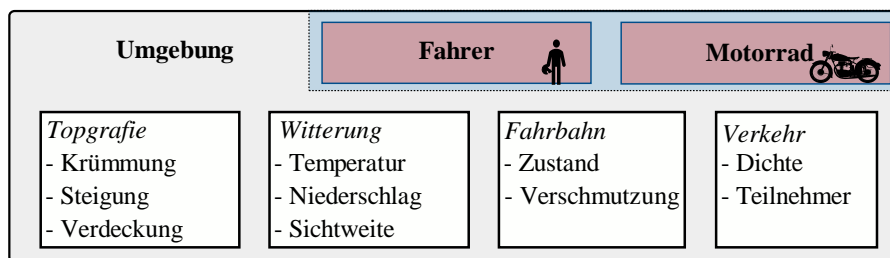 Umgebung
Fahrer
Motorrad
Topgrafie
- Krümmung
- Steigung
- Verdeckung
Witterung
- Temperatur
- Niederschlag
- Sichtweite
Fahrbahn
- Zustand
- Verschmutzung
Verkehr
- Dichte
- Teilnehmer